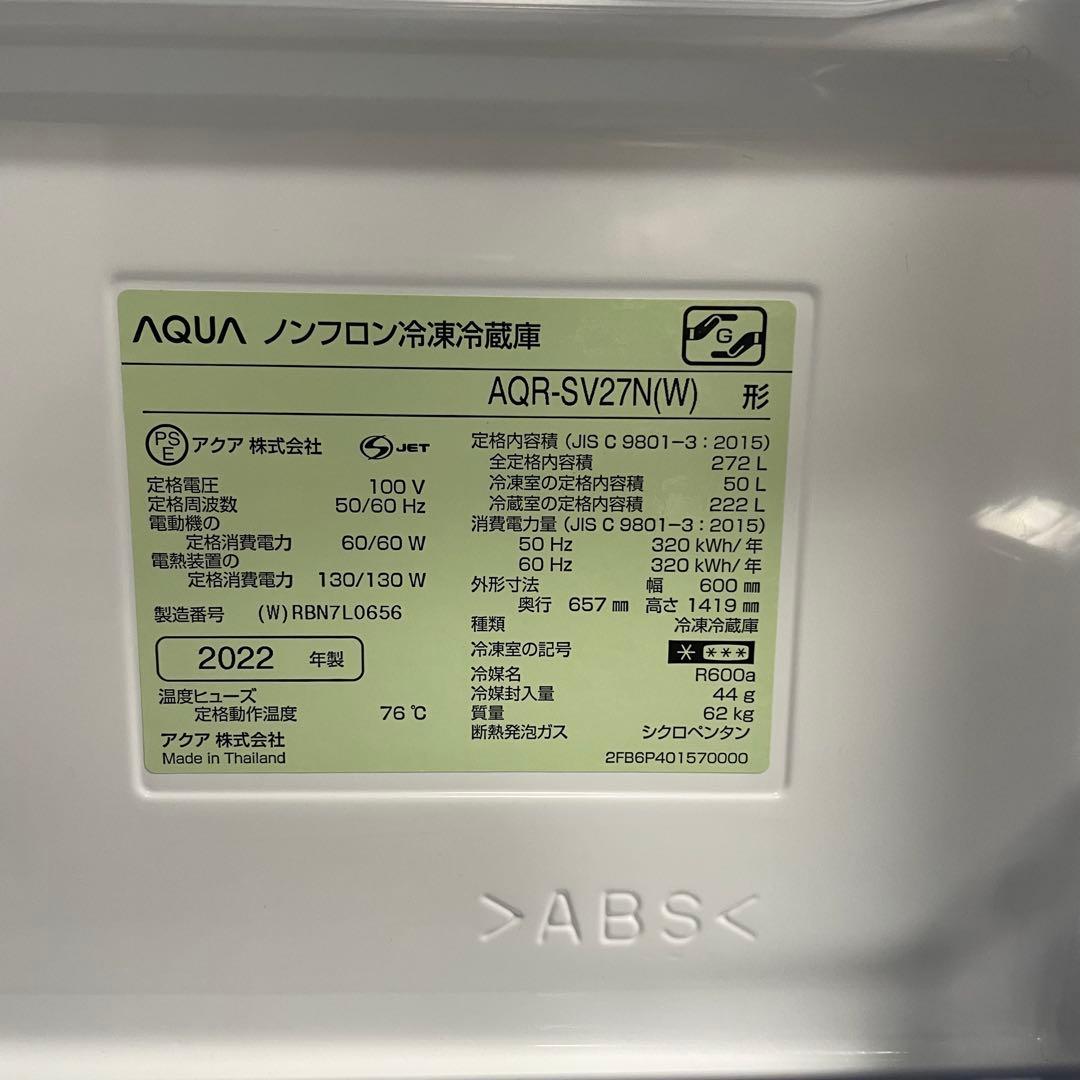 AQUA ノンフロン冷凍冷蔵庫
G
AQR-SV27N(W) 形
PS E アクア 株式会社 S JET
定格電圧 100 V
定格周波数 50/60 Hz
電動機の
定格消費電力 60/60 W
電熱装置の
定格消費電力 130/130 W
製造番号 (W)RBN7L0656
2022 年製
温度ヒューズ
定格動作温度 76 ℃
アクア 株式会社
Made in Thailand
定格内容積 (JIS C 9801-3：2015)
全定格内容積 272 L
冷凍室の定格内容積 50 L
冷蔵室の定格内容積 222 L
消費電力量 (JIS C 9801-3：2015)
50 Hz 320 kWh/年
60 Hz 320 kWh/年
外形寸法 幅 600 ㎜
奥行 657 ㎜ 高さ 1419 ㎜
種類 冷凍冷蔵庫
冷凍室の記号 * ***
冷媒名 R600a
冷媒封入量 44 g
質量 62 kg
断熱発泡ガス シクロペンタン
2FB6P401570000
>ABS<